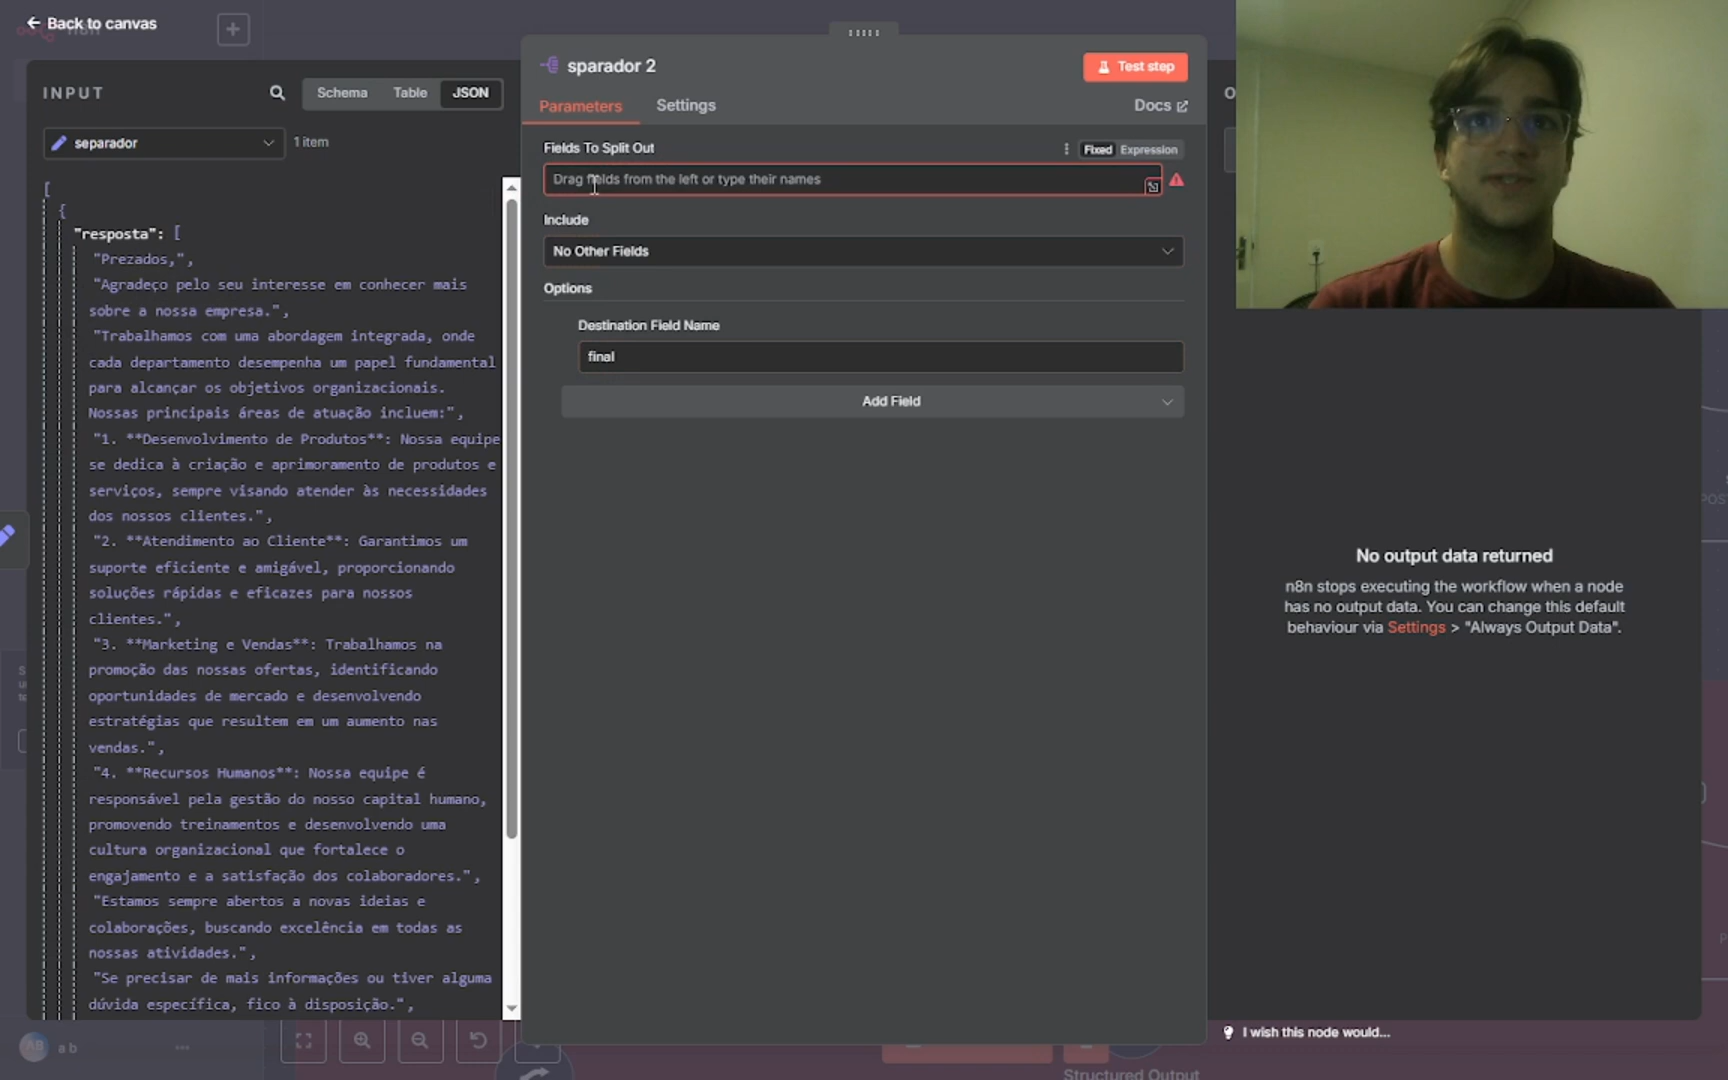 Back to canvas
INPUT
Schema
Table
JSON
separador
1 item
[
{
"resposta": [
"Prezados,",
"Agradeço pelo seu interesse em conhecer mais
sobre a nossa empresa.",
"Trabalhamos com uma abordagem integrada, onde
cada departamento desempenha um papel fundamental
para alcançar os objetivos organizacionais.
Nossas principais áreas de atuação incluem:",
"1. **Desenvolvimento de Produtos**: Nossa equipe
se dedica à criação e aprimoramento de produtos e
serviços, sempre visando atender às necessidades
dos nossos clientes.",
"2. **Atendimento ao Cliente**: Garantimos um
suporte eficiente e amigável, proporcionando
soluções rápidas e eficazes para nossos
clientes.",
"3. **Marketing e Vendas**: Trabalhamos na
promoção das nossas ofertas, identificando
oportunidades de mercado e desenvolvendo
estratégias que resultem em um aumento nas
vendas.",
"4. **Recursos Humanos**: Nossa equipe é
responsável pela gestão do nosso capital humano,
promovendo treinamentos e desenvolvendo uma
cultura organizacional que fortalece o
engajamento e a satisfação dos colaboradores.",
"Estamos sempre abertos a novas ideias e
colaborações, buscando excelência em todas as
nossas atividades.",
"Se precisar de mais informações ou tiver alguma
dúvida específica, fico à disposição.",
sparador 2
Test step
Parameters
Settings
Docs
Fields To Split Out
Fixed
Expression
Drag fields from the left or type their names
Include
No Other Fields
Options
Destination Field Name
final
Add Field
No output data returned
n8n stops executing the workflow when a node
has no output data. You can change this default
behaviour via Settings > "Always Output Data".
I wish this node would...
a b
Structured Output